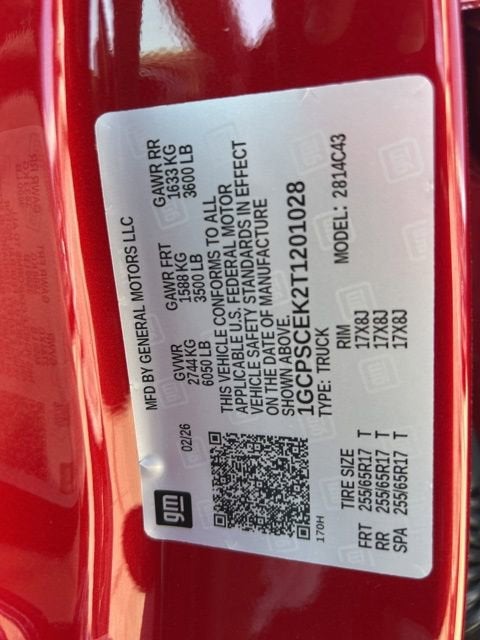 MFD BY GENERAL MOTORS LLC
02/26
GVWR GAWR FRT GAWR RR
2744 KG 1588 KG 1633 KG
6050 LB 3500 LB 3600 LB
THIS VEHICLE CONFORMS TO ALL
APPLICABLE U.S. FEDERAL MOTOR
VEHICLE SAFETY STANDARDS IN EFFECT
ON THE DATE OF MANUFACTURE
SHOWN ABOVE.
1GCPSCEK2T1201028
TYPE: TRUCK MODEL: 2814C43
gm
170H
TIRE SIZE RIM
FRT 255/65R17 T 17X8J
RR 255/65R17 T 17X8J
SPA 255/65R17 T 17X8J